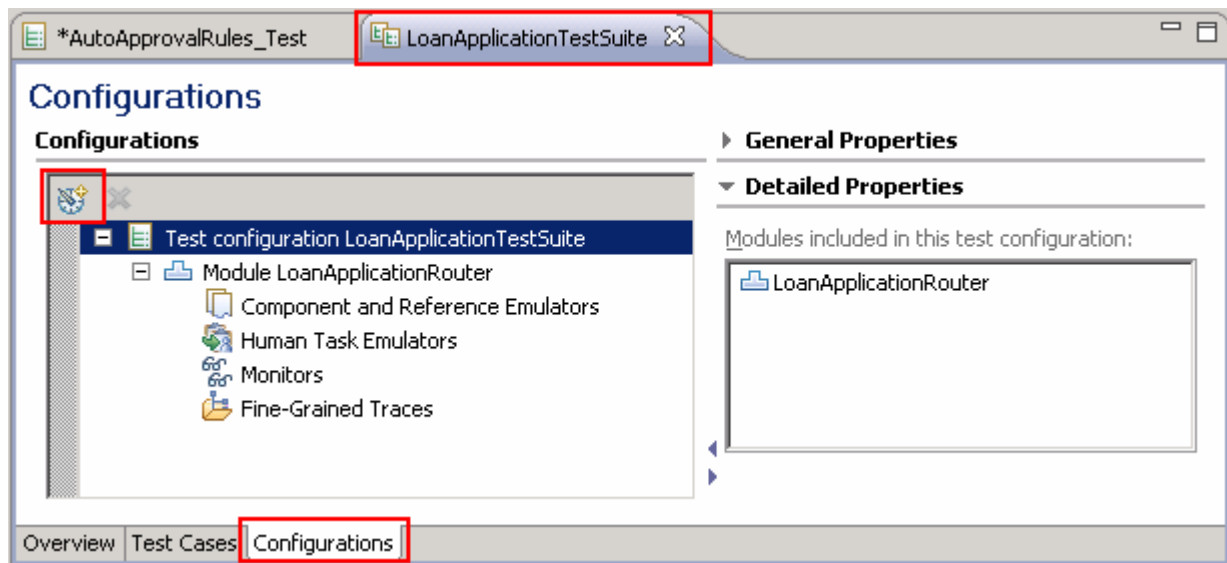 *AutoApprovalRules_Test
LoanApplicationTestSuite
Configurations
Configurations
Test configuration LoanApplicationTestSuite
Module LoanApplicationRouter
Component and Reference Emulators
Human Task Emulators
Monitors
Fine-Grained Traces
General Properties
Detailed Properties
Modules included in this test configuration:
LoanApplicationRouter
Overview Test Cases Configurations